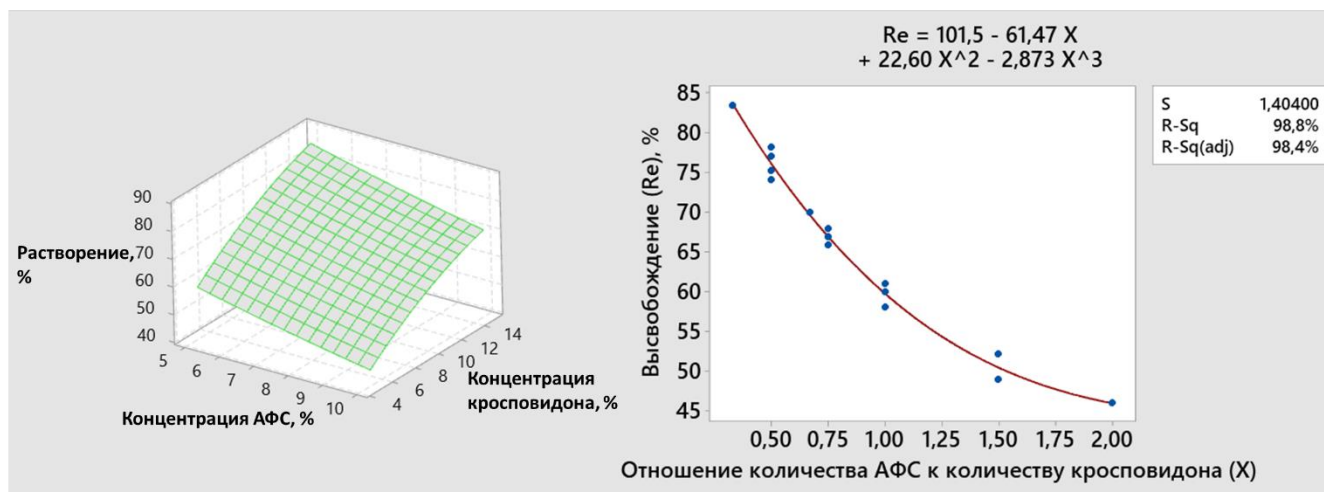 90
80
70
60
50
40
Растворение,
%
5
6
7
8
9
10
Концентрация АФС, %
4
6
8
10
12
14
Концентрация
кросповидона, %
Re = 101,5 - 61,47 X
+ 22,60 X^2 - 2,873 X^3
85
80
75
70
65
60
55
50
45
Высвобождение (Re), %
0,50 0,75 1,00 1,25 1,50 1,75 2,00
Отношение количества АФС к количеству кросповидона (X)
S 1,40400
R-Sq 98,8%
R-Sq(adj) 98,4%